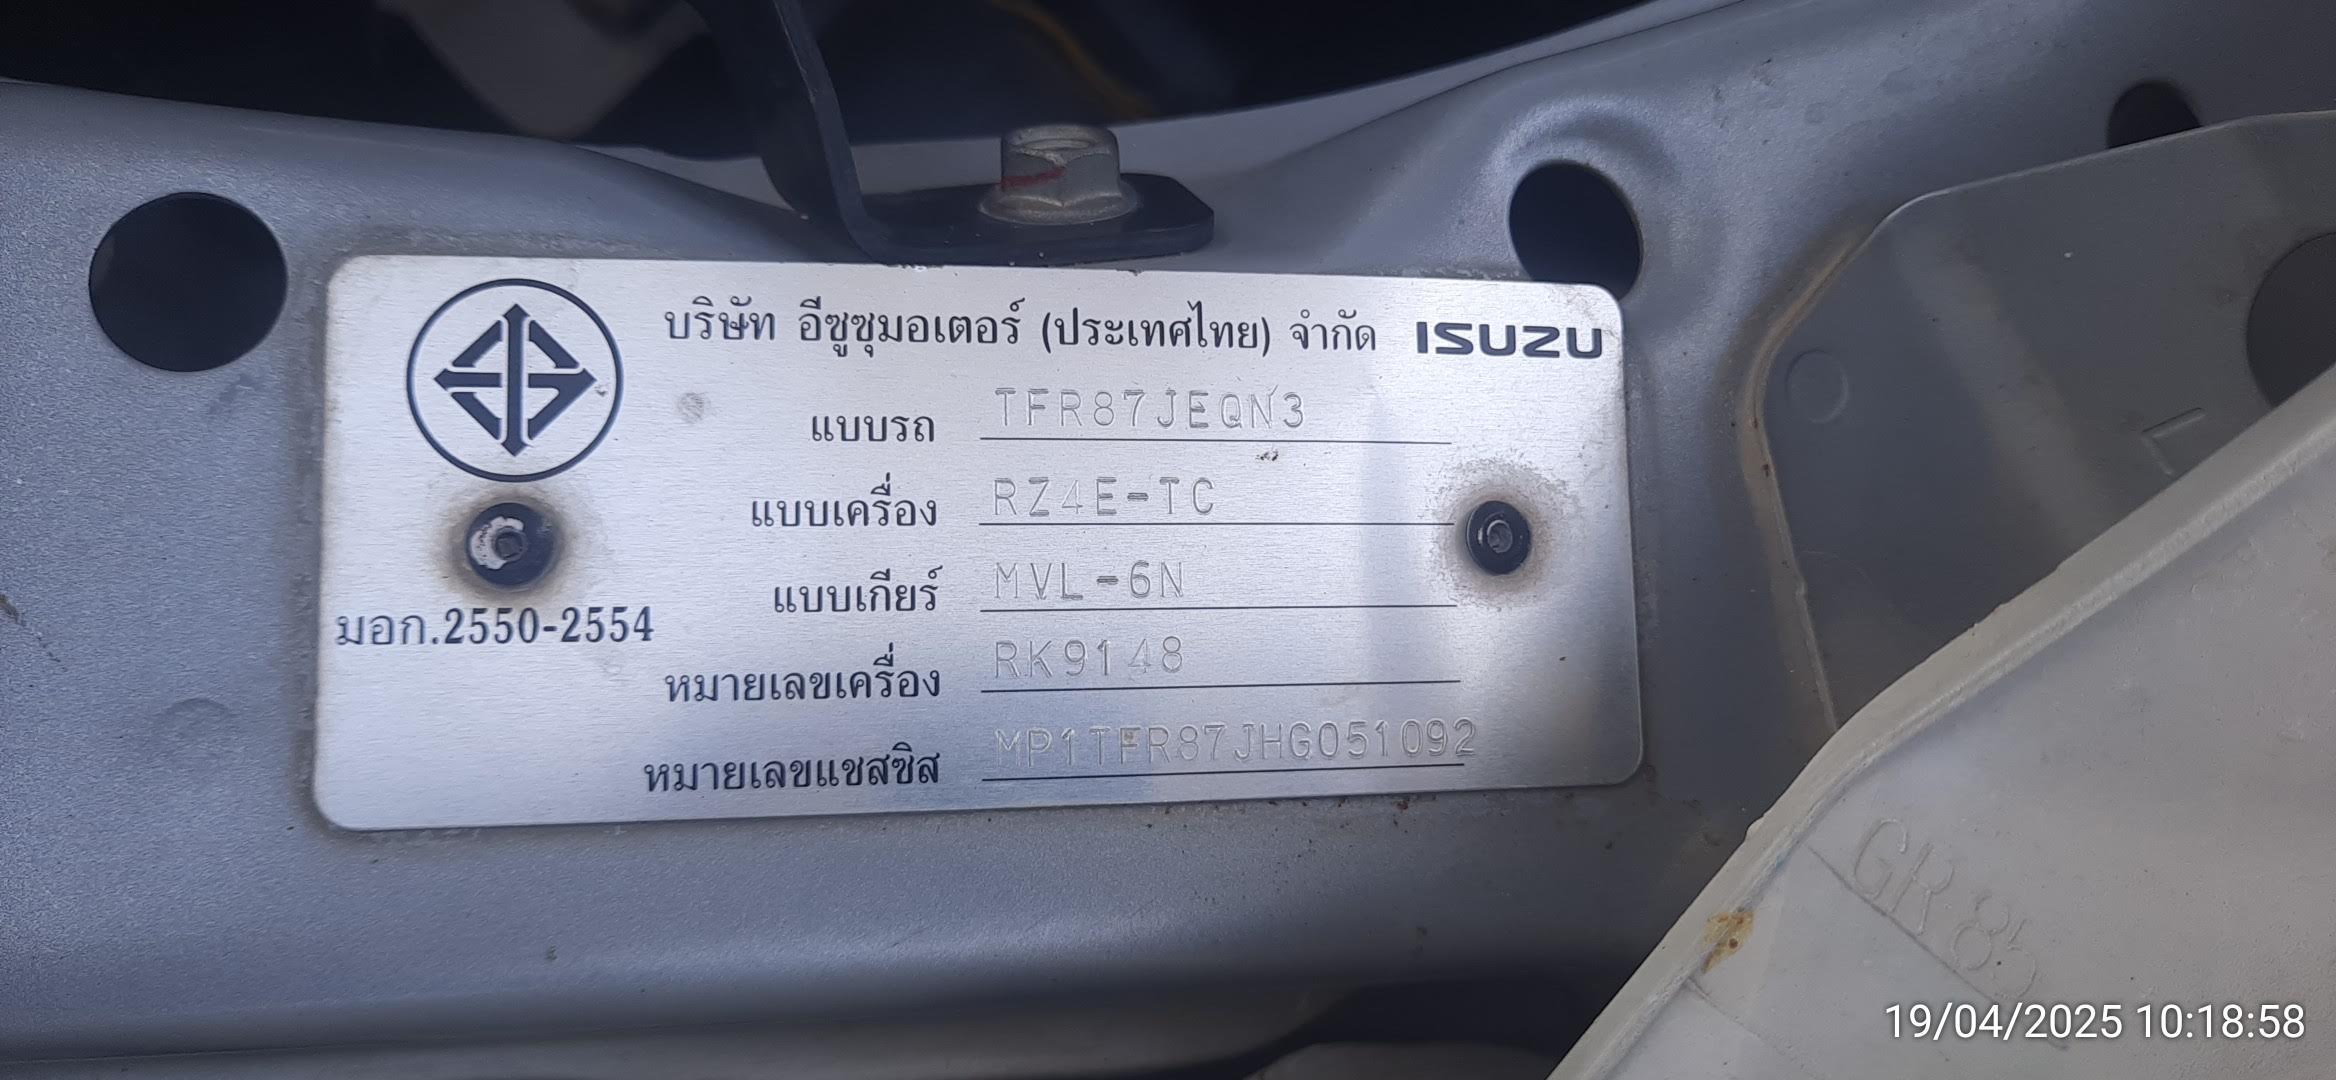 บริษัท อีซูซุมอเตอร์ (ประเทศไทย) จำกัด ISUZU
แบบรถ TFR87JEQN3
แบบเครื่อง RZ4E-TC
แบบเกียร์ MVL-6N
มอก.2550-2554
หมายเลขเครื่อง RK9148
หมายเลขแชสซิส MP1TFR87JHG051092
GR 85
19/04/2025 10:18:58